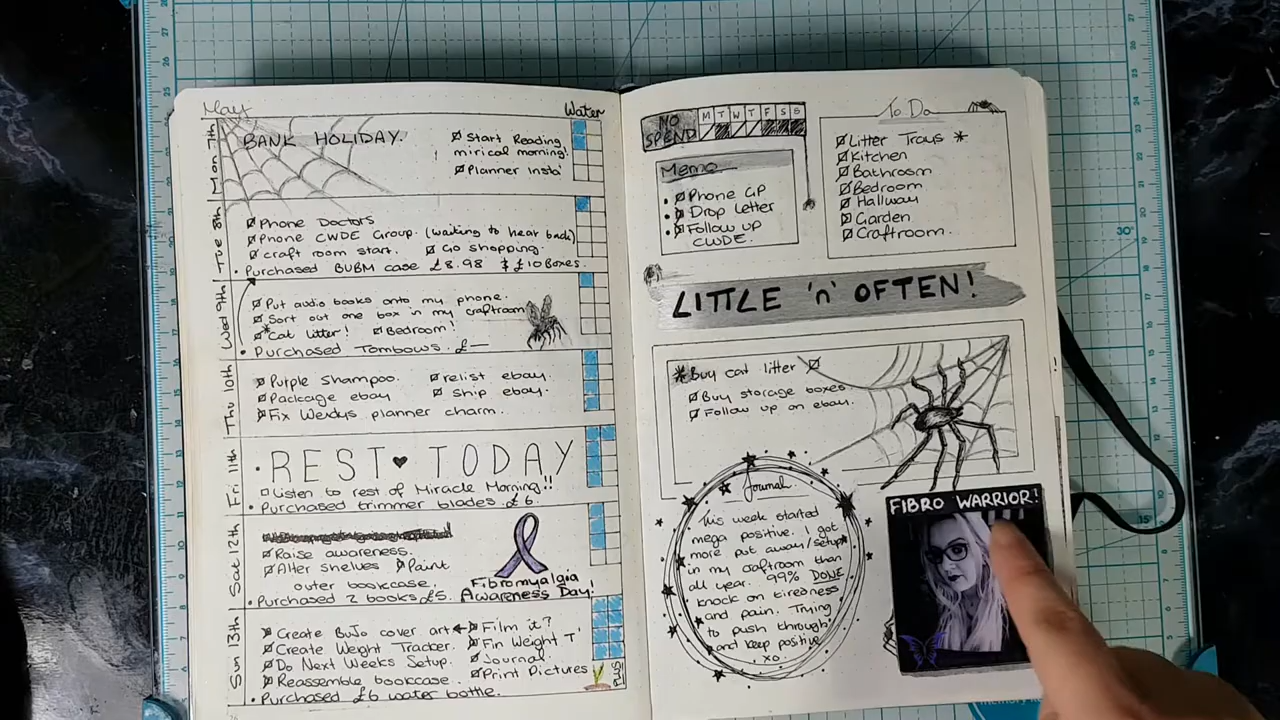 May
Water
Mon 7th
BANK HOLIDAY.
Start Reading
mirical morning!
Planner Insta
Tue 8th
Phone Doctors
Phone CWDE Group. (waiting to hear back)
craft room start. Go shopping.
Purchased BUBM case £8.98 & £10 Boxes.
Wed 9th
Put audio books onto my phone.
Sort out one box in my craftroom
*Cat Litter! Bedroom!
Purchased Tombows. £—
Thu 10th
Purple Shampoo. relist ebay
Package ebay Ship ebay.
Fix Wendys planner charm.
Fri 11th
REST ♥ TODAY
Listen to rest of Miracle Morning!!
Purchased trimmer blades. £6.
Sat 12th
Raise awareness.
Alter shelves Paint
outer bookcase.
Purchased 2 books £5.
Fibromyalgia
Awareness Day!
Sun 13th
Create BuJo cover art ← Film it?
Create Weight Tracker. Fin Weight 'T'
Do Next Weeks Setup. Journal.
Reassemble bookcase. Print Pictures
Purchased £6 water bottle.
NO
SPEND
M T W T F S S
Memo
Phone GP
Drop Letter
Follow up
CWDE.
To Do
Litter Trays *
Kitchen
Bathroom
Bedroom
Hallway
Garden
Craftroom.
LITTLE 'n' OFTEN!
*Buy cat litter
Buy storage boxes
Follow up on ebay.
Journal
This week started
mega positive. I got
more put away/setup
in my craftroom than
all year. 99% DONE
knock on tiredness
and pain. Trying
to push through
and keep positive
xo
FIBRO WARRIOR!